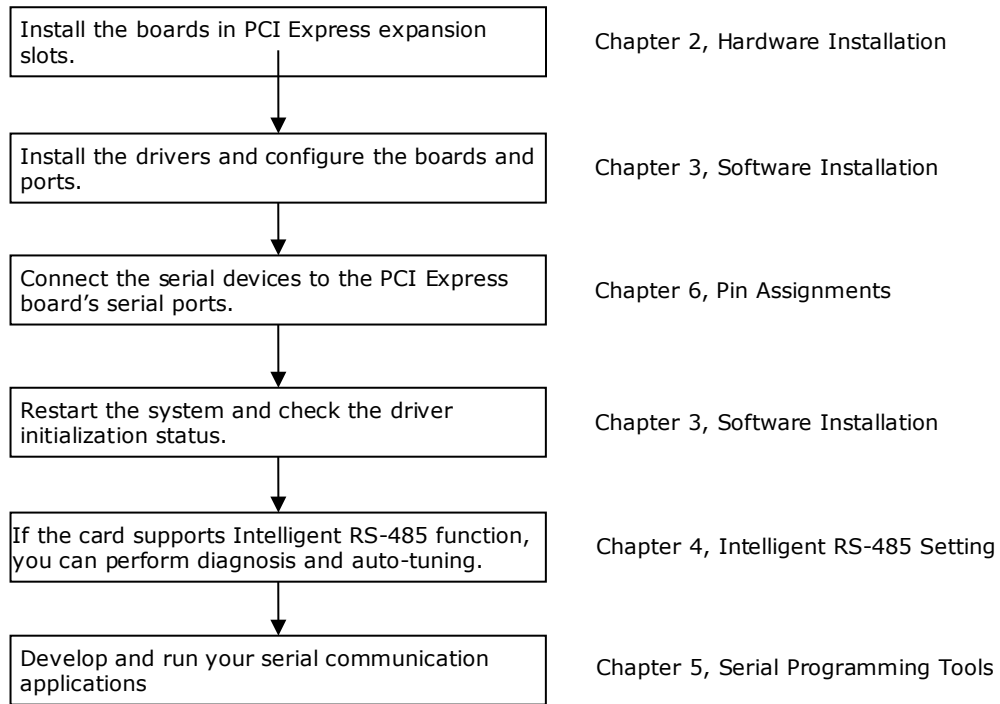 Install the boards in PCI Express expansion
slots.
Chapter 2, Hardware Installation
Install the drivers and configure the boards and
ports.
Chapter 3, Software Installation
Connect the serial devices to the PCI Express
board’s serial ports.
Chapter 6, Pin Assignments
Restart the system and check the driver
initialization status.
Chapter 3, Software Installation
If the card supports Intelligent RS-485 function,
you can perform diagnosis and auto-tuning.
Chapter 4, Intelligent RS-485 Setting
Develop and run your serial communication
applications
Chapter 5, Serial Programming Tools